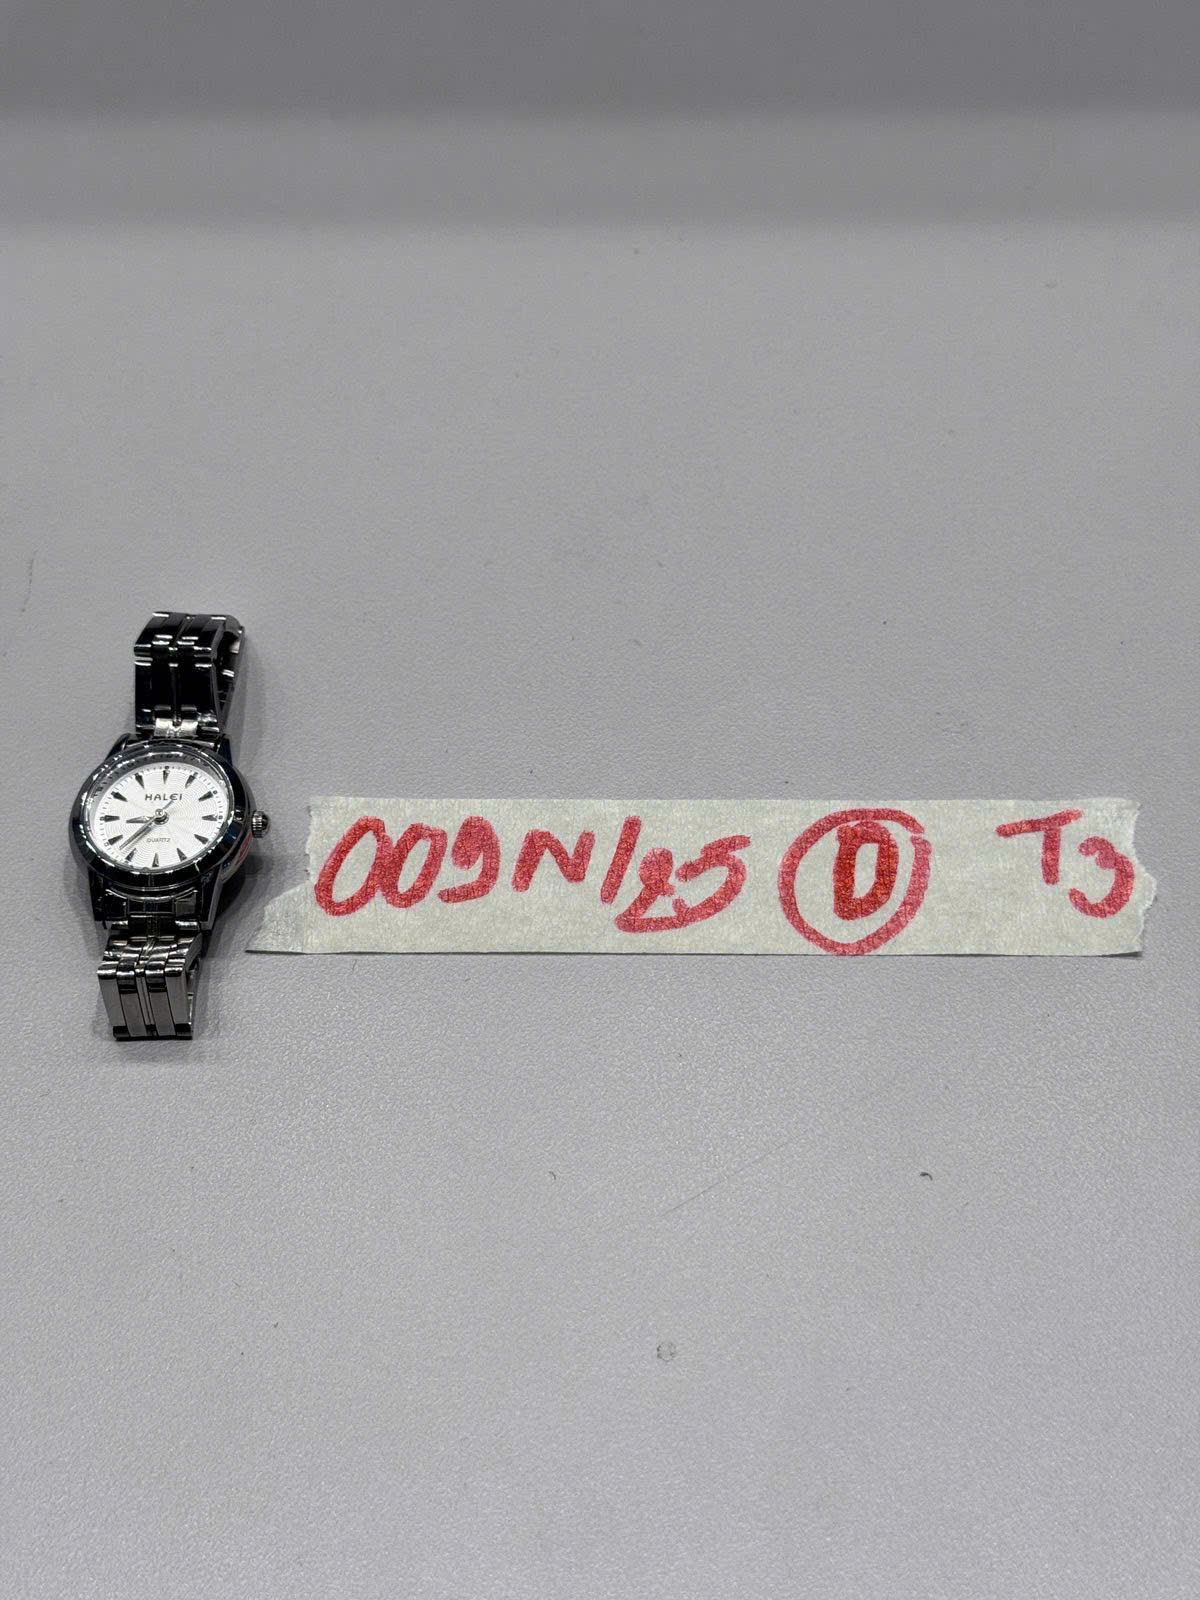 HALEI
QUARTZ
009N/25 D T3